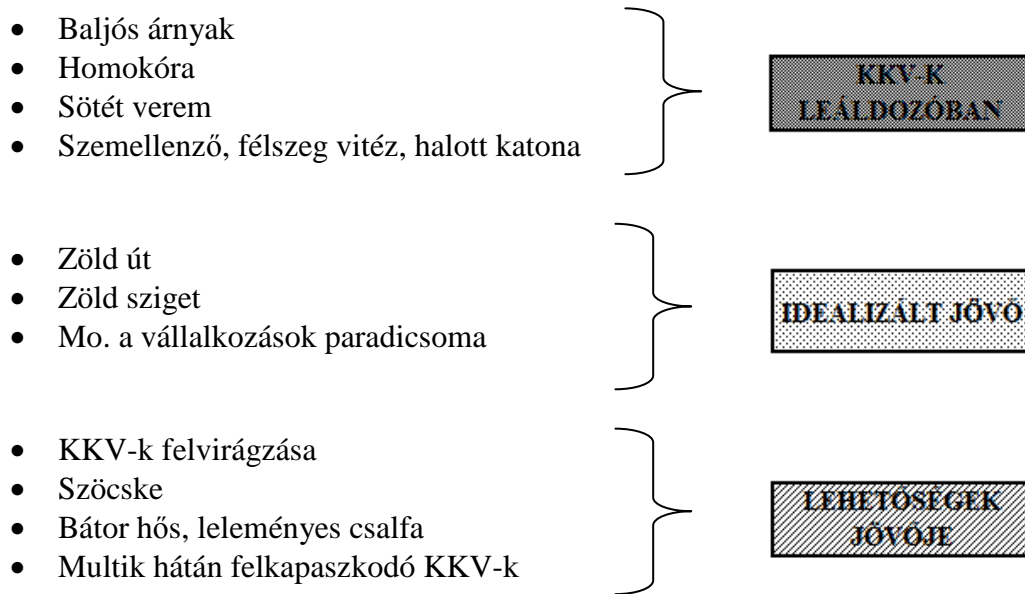 Baljós árnyak
Homokóra
Sötét verem
Szemellenző, félszeg vitéz, halott katona
KKV-K
LEÁLDOZÓBAN
Zöld út
Zöld sziget
Mo. a vállalkozások paradicsoma
IDEALIZÁLT JÖVŐ
KKV-k felvirágzása
Szöcske
Bátor hős, leleményes csalfa
Multik hátán felkapaszkodó KKV-k
LEHETŐSÉGEK
JÖVŐJE